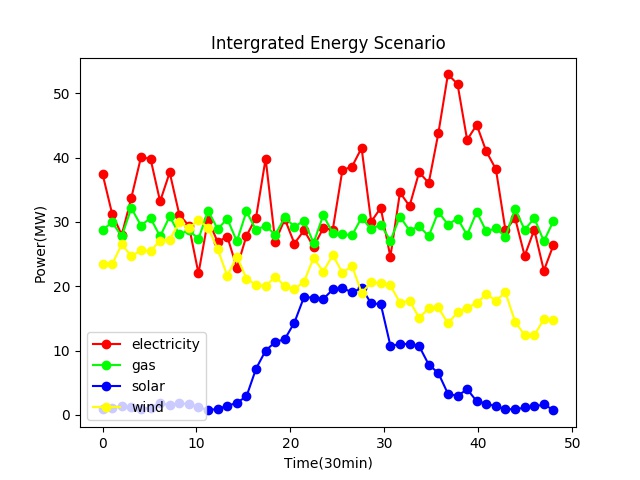 Intergrated Energy Scenario
Power(MW)
50
40
30
20
10
0
electricity
gas
solar
wind
0 10 20 30 40 50
Time(30min)